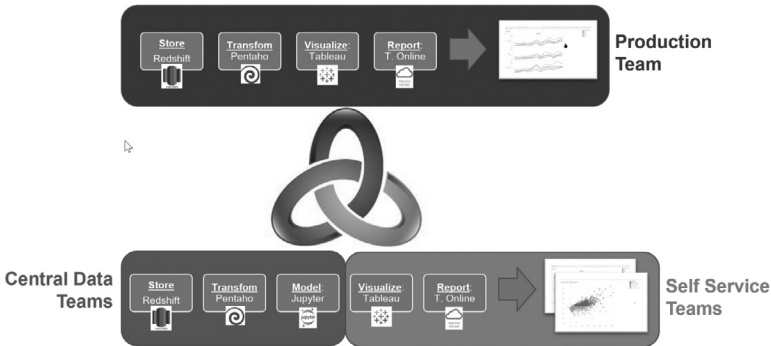 Store
Redshift
Transfom
Pentaho
Visualize:
Tableau
Report:
T. Online
Production
Team
Central Data
Teams
Store
Redshift
Transfom
Pentaho
Model:
Jupyter
Visualize:
Tableau
Report:
T. Online
Self Service
Teams